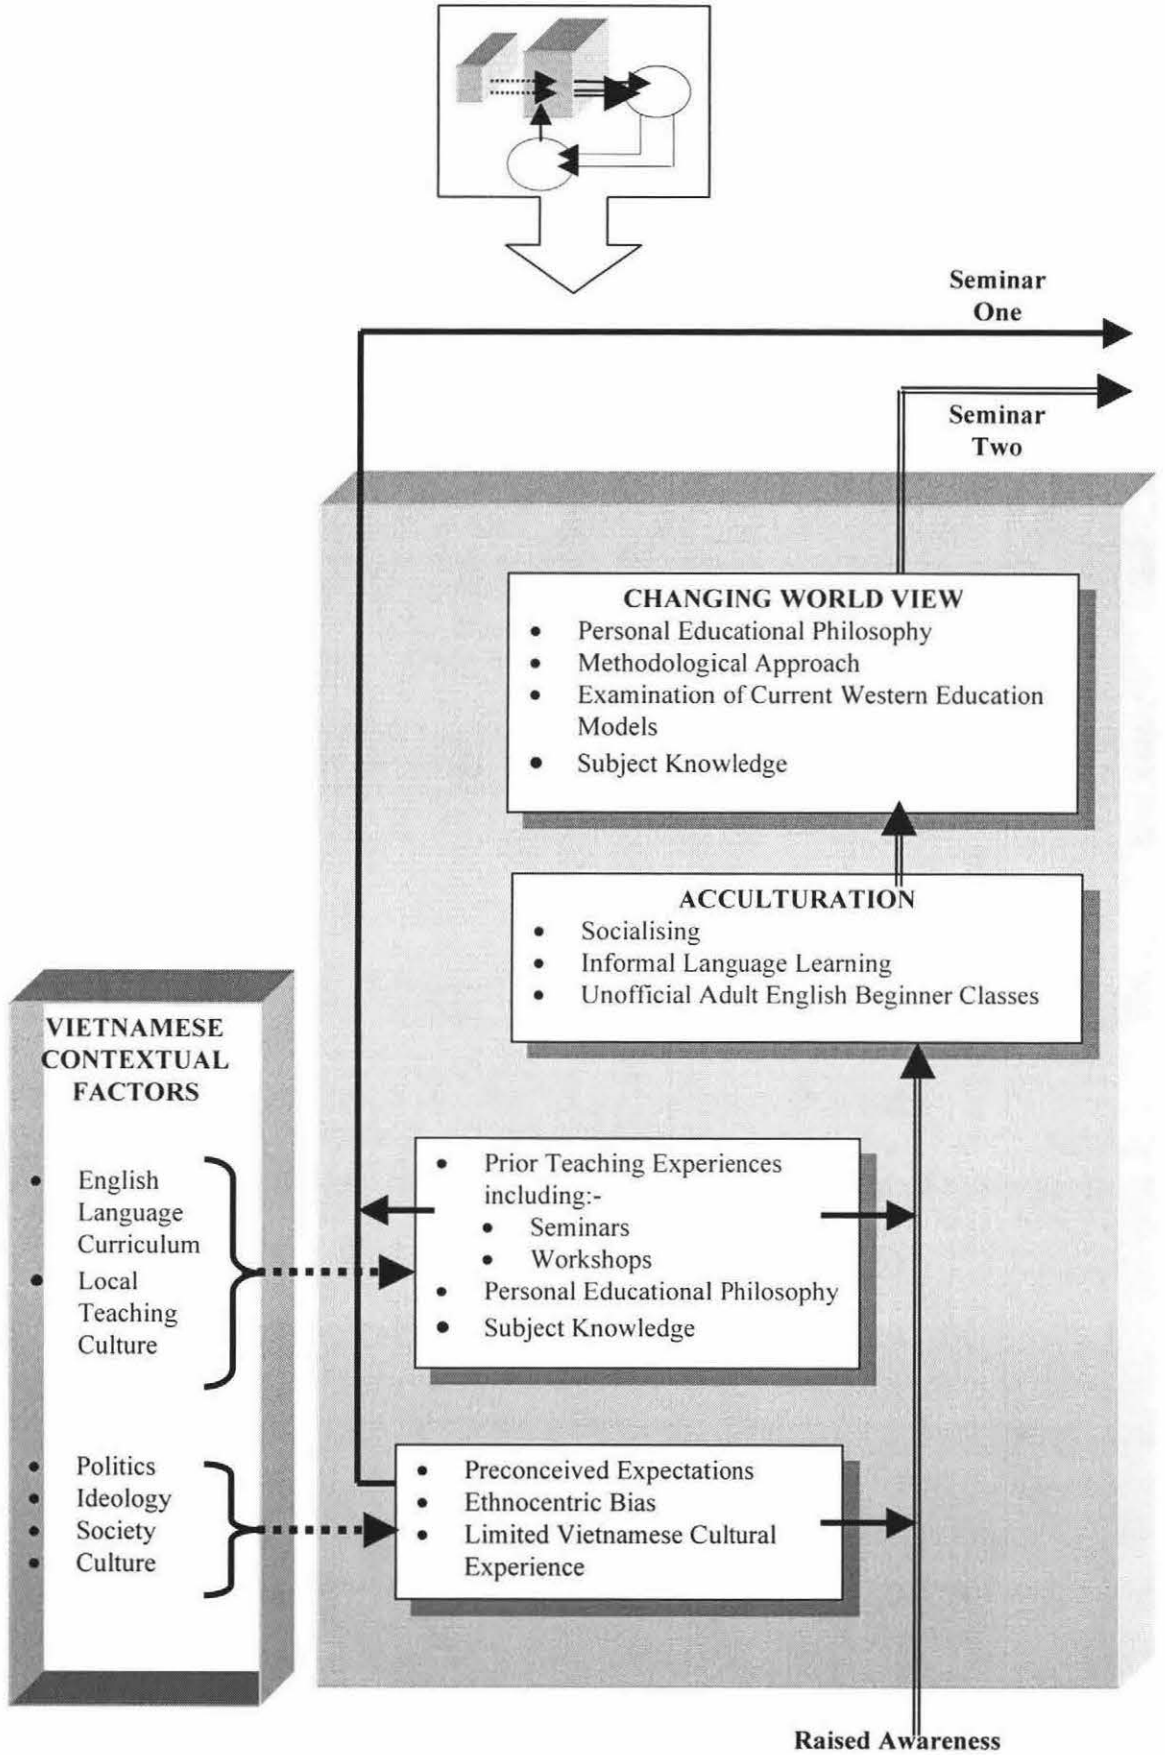 Seminar
One
Seminar
Two
CHANGING WORLD VIEW
• Personal Educational Philosophy
• Methodological Approach
• Examination of Current Western Education
Models
• Subject Knowledge
ACCULTURATION
• Socialising
• Informal Language Learning
• Unofficial Adult English Beginner Classes
VIETNAMESE
CONTEXTUAL
FACTORS
• English
Language
Curriculum
• Local
Teaching
Culture
• Politics
• Ideology
• Society
• Culture
• Prior Teaching Experiences
including:-
• Seminars
• Workshops
• Personal Educational Philosophy
• Subject Knowledge
• Preconceived Expectations
• Ethnocentric Bias
• Limited Vietnamese Cultural
Experience
Raised Awareness